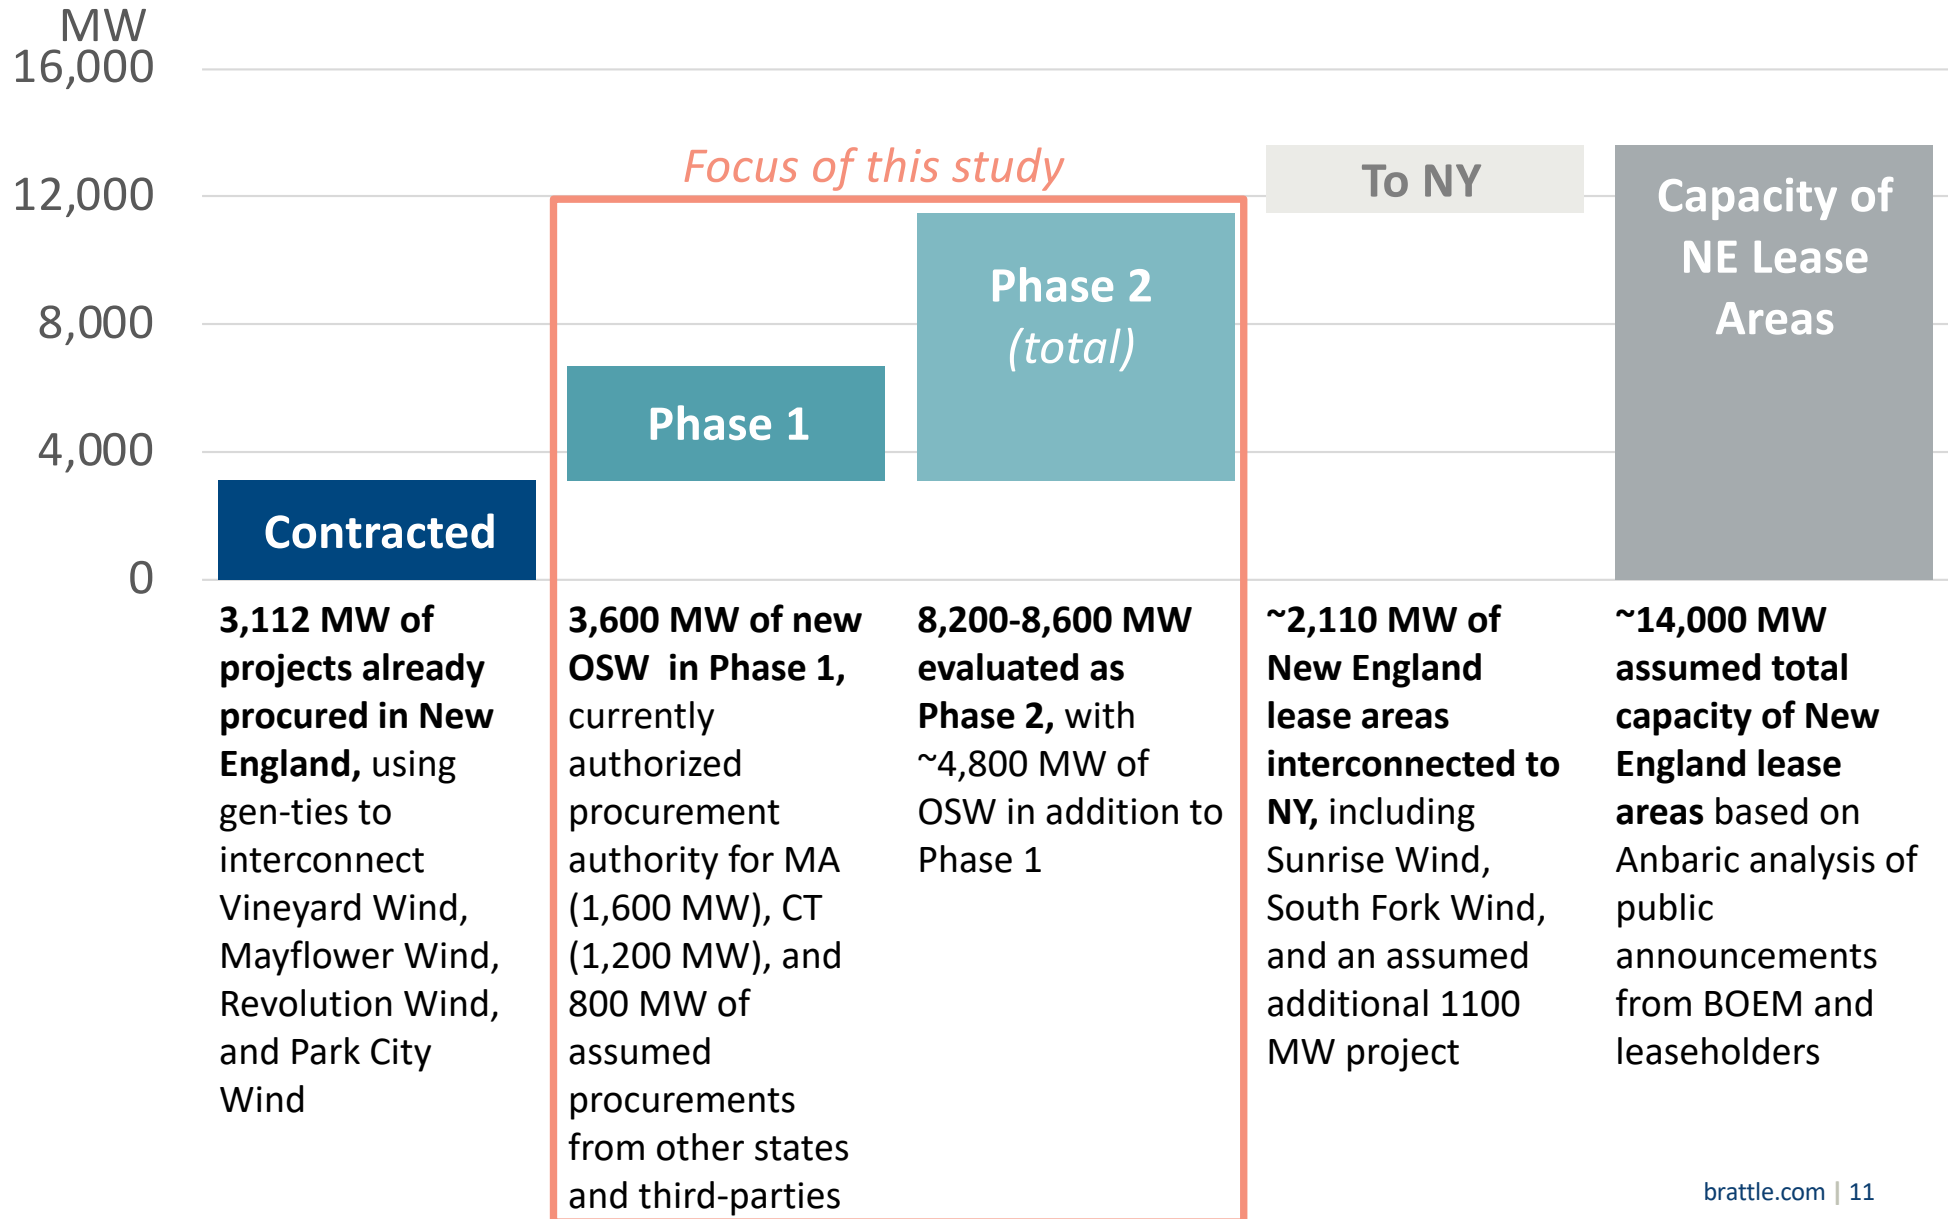 MW
16,000
12,000
8,000
4,000
0
Focus of this study
Contracted
Phase 1
Phase 2
(total)
To NY
Capacity of
NE Lease
Areas
3,112 MW of
projects already
procured in New
England, using
gen-ties to
interconnect
Vineyard Wind,
Mayflower Wind,
Revolution Wind,
and Park City
Wind
3,600 MW of new
OSW in Phase 1,
currently
authorized
procurement
authority for MA
(1,600 MW), CT
(1,200 MW), and
800 MW of
assumed
procurements
from other states
and third-parties
8,200-8,600 MW
evaluated as
Phase 2, with
~4,800 MW of
OSW in addition to
Phase 1
~2,110 MW of
New England
lease areas
interconnected to
NY, including
Sunrise Wind,
South Fork Wind,
and an assumed
additional 1100
MW project
~14,000 MW
assumed total
capacity of New
England lease
areas based on
Anbaric analysis of
public
announcements
from BOEM and
leaseholders
brattle.com | 11